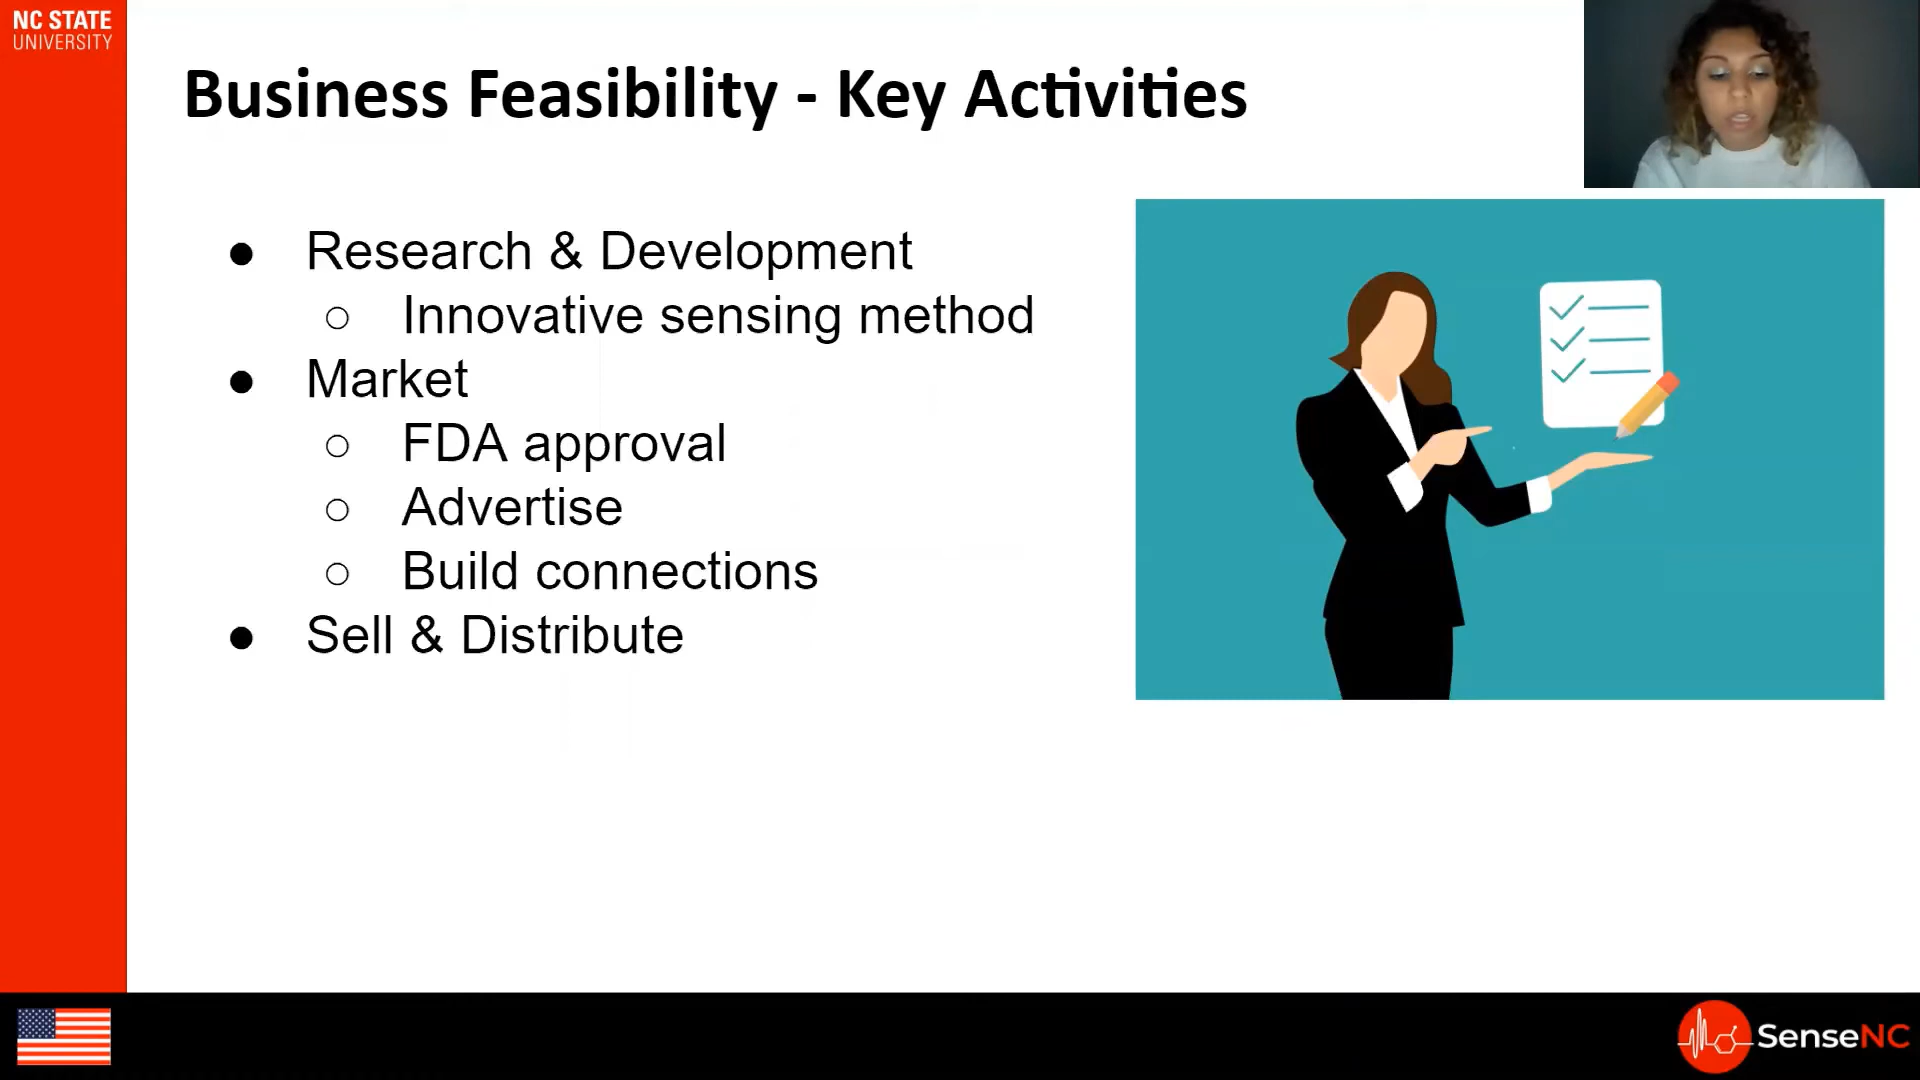 NC STATE
UNIVERSITY
Business Feasibility - Key Activities
● Research & Development
○ Innovative sensing method
● Market
○ FDA approval
○ Advertise
○ Build connections
● Sell & Distribute
SenseNC